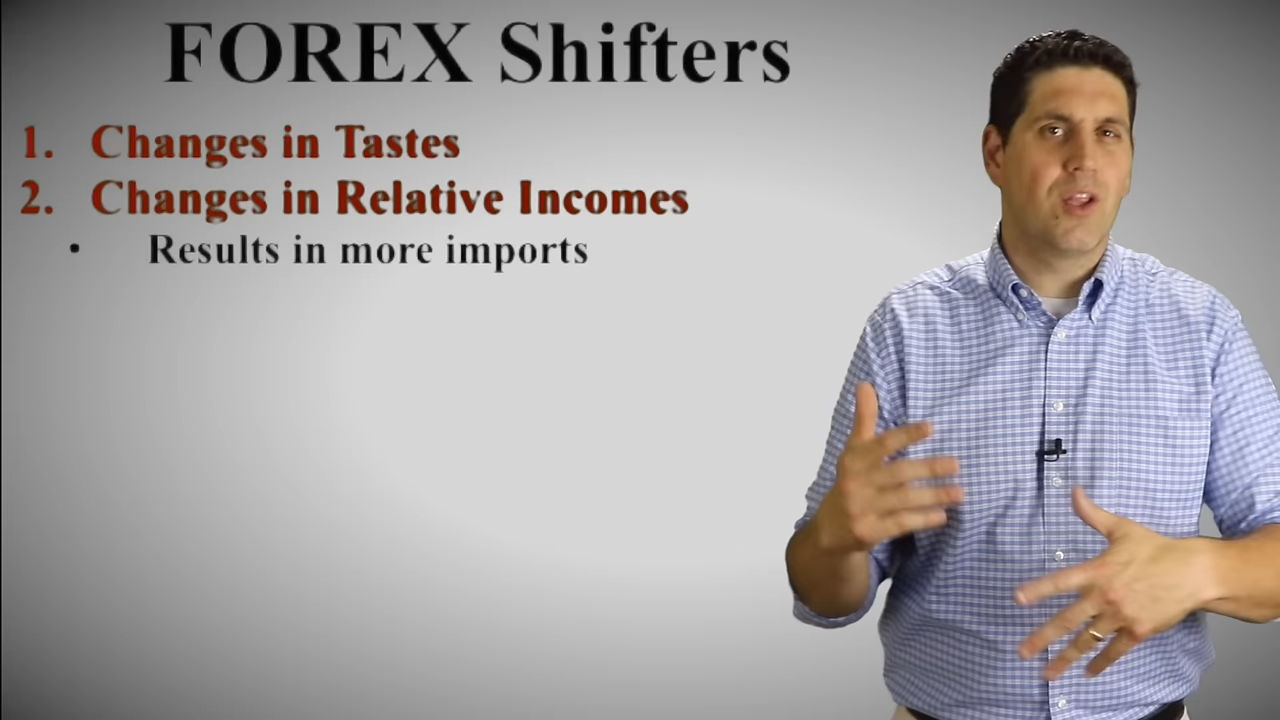 FOREX Shifters
1. Changes in Tastes
2. Changes in Relative Incomes
• Results in more imports